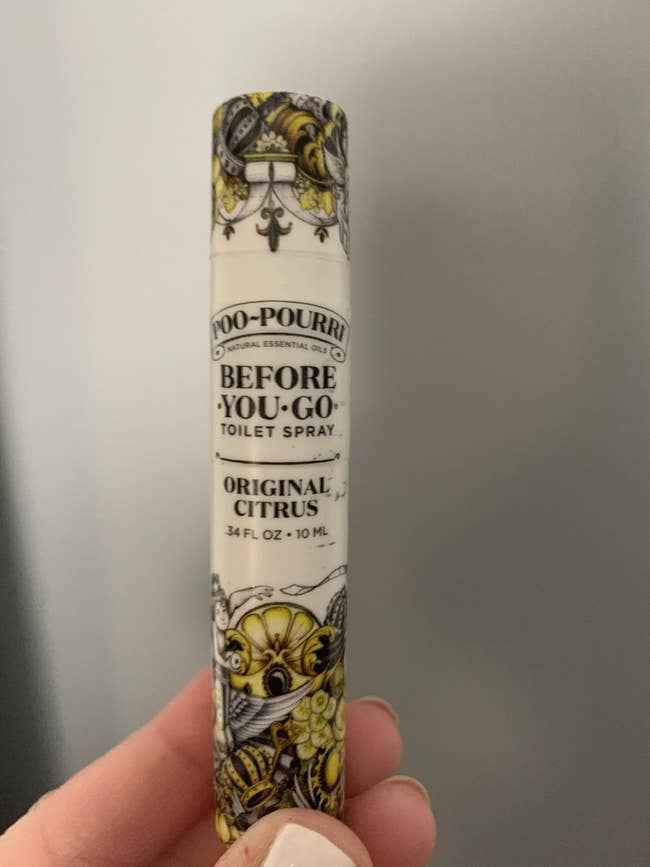 POO~POURRI
NATURAL ESSENTIAL OILS
BEFORE
·YOU·GO·
TOILET SPRAY
ORIGINAL
CITRUS
.34 FL OZ • 10 ML